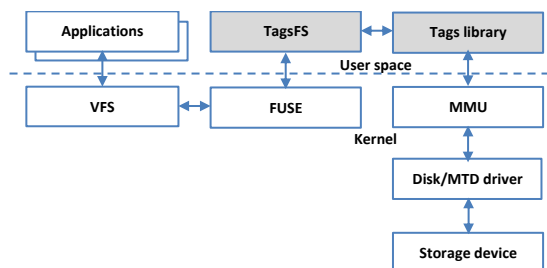 Applications
TagsFS
Tags library
User space
VFS
FUSE
MMU
Kernel
Disk/MTD driver
Storage device